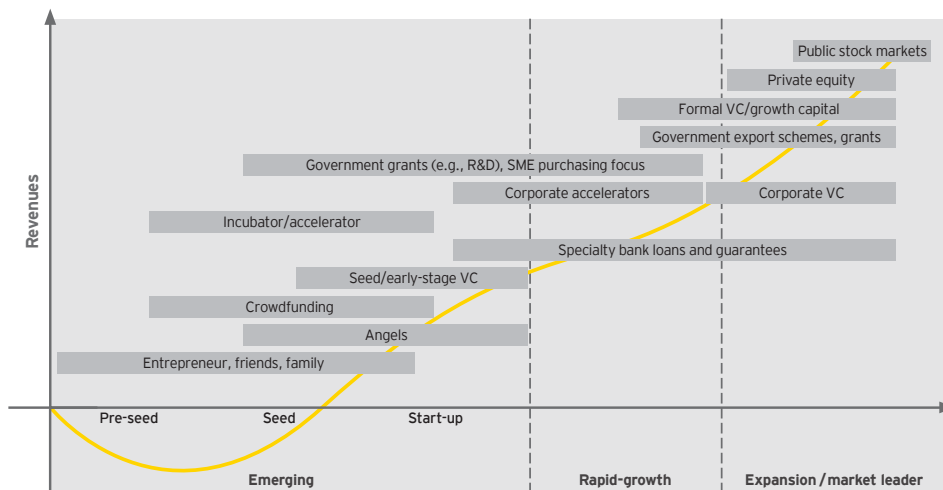 Public stock markets
Private equity
Formal VC/growth capital
Government export schemes, grants
Government grants (e.g., R&D), SME purchasing focus
Corporate accelerators
Corporate VC
Incubator/accelerator
Specialty bank loans and guarantees
Seed/early-stage VC
Crowdfunding
Angels
Entrepreneur, friends, family
Revenues
Pre-seed
Seed
Start-up
Emerging
Rapid-growth
Expansion / market leader